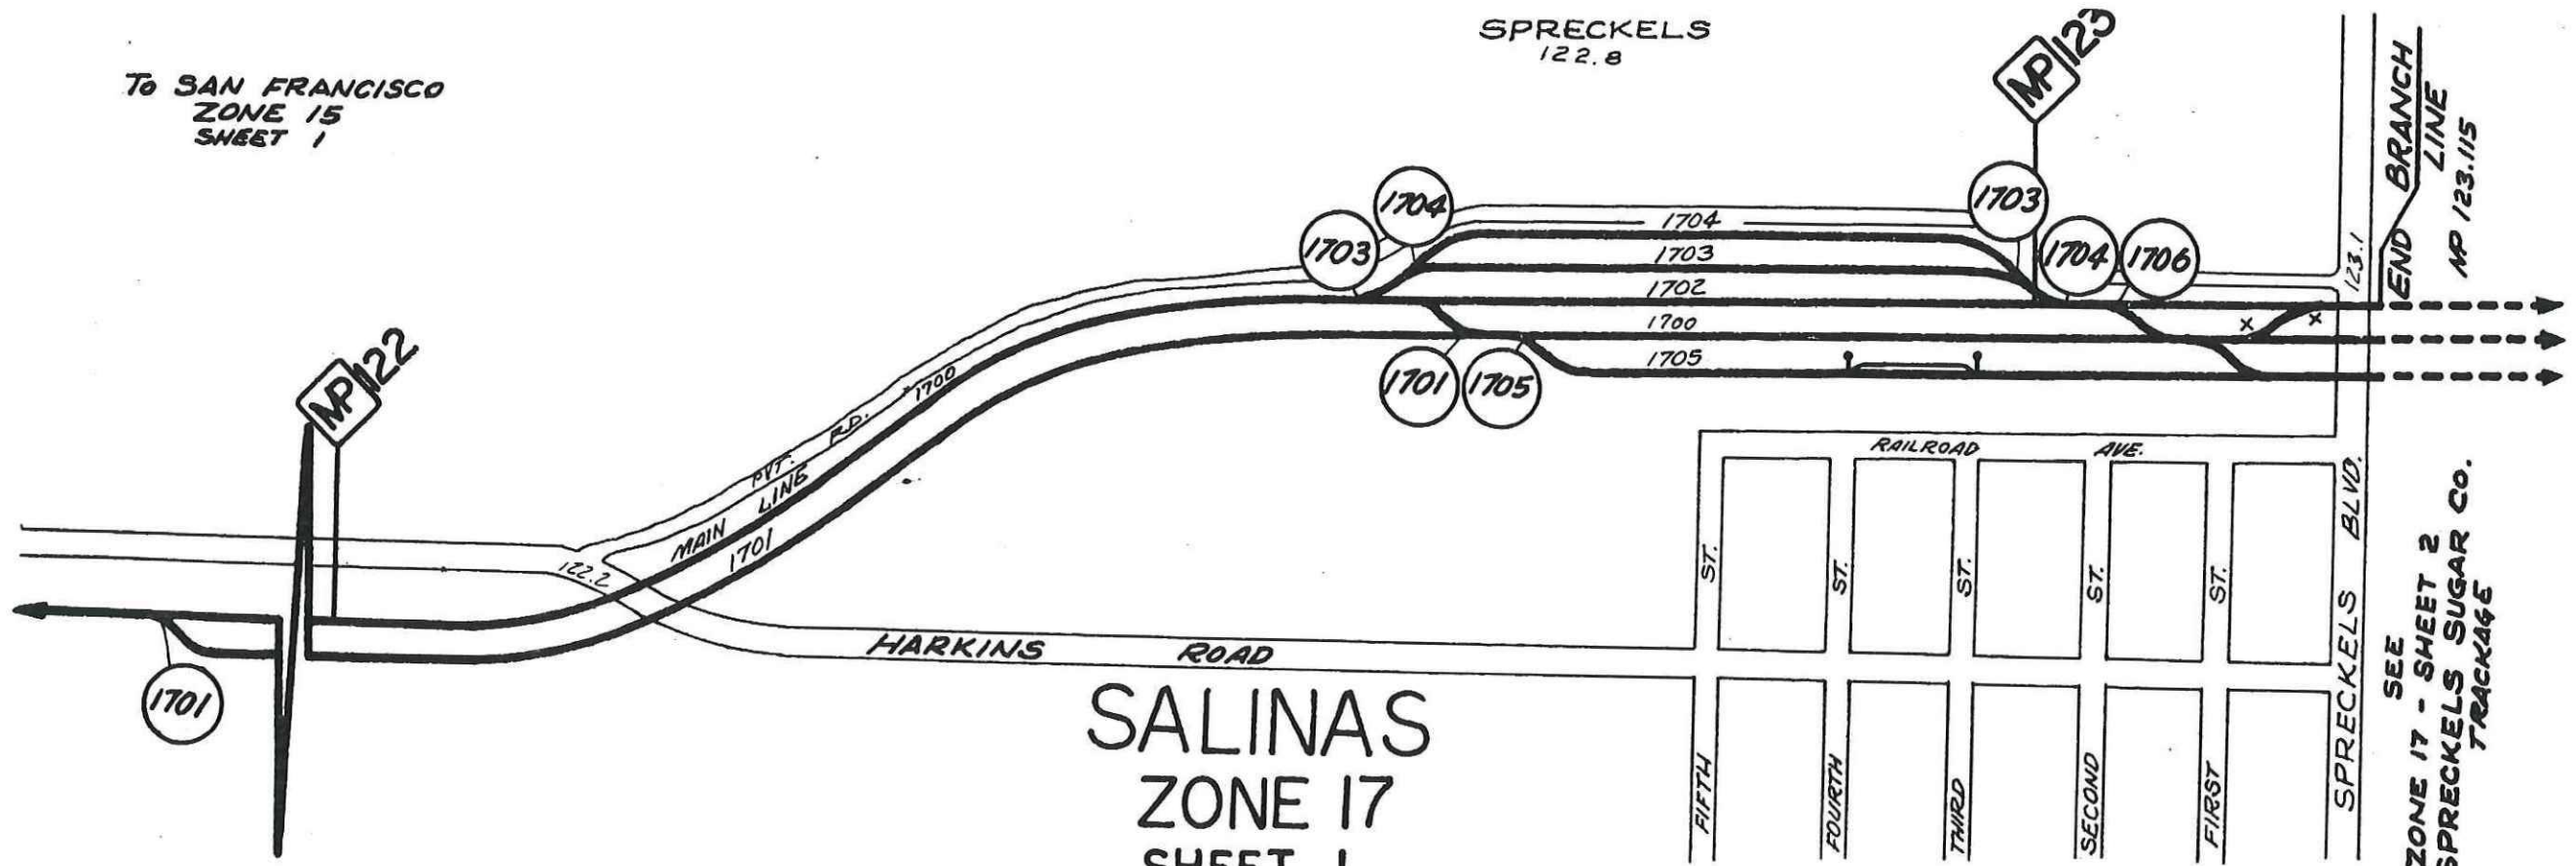 SPRECKELS
122.8
To SAN FRANCISCO
ZONE 15
SHEET 1
MP 123
END BRANCH
LINE
MP 123.115
123.1
1704
1703
1703
1704
1706
1704
1703
1702
1700
1705
1701
1705
MP 122
1700
PVT. RD.
MAIN LINE
1701
122.2
1701
HARKINS ROAD
RAILROAD AVE.
FIFTH ST.
FOURTH ST.
THIRD ST.
SECOND ST.
FIRST ST.
SPRECKELS BLVD.
SEE
ZONE 17 - SHEET 2
SPRECKELS SUGAR CO.
TRACKAGE
x
x
SALINAS
ZONE 17
SHEET 1